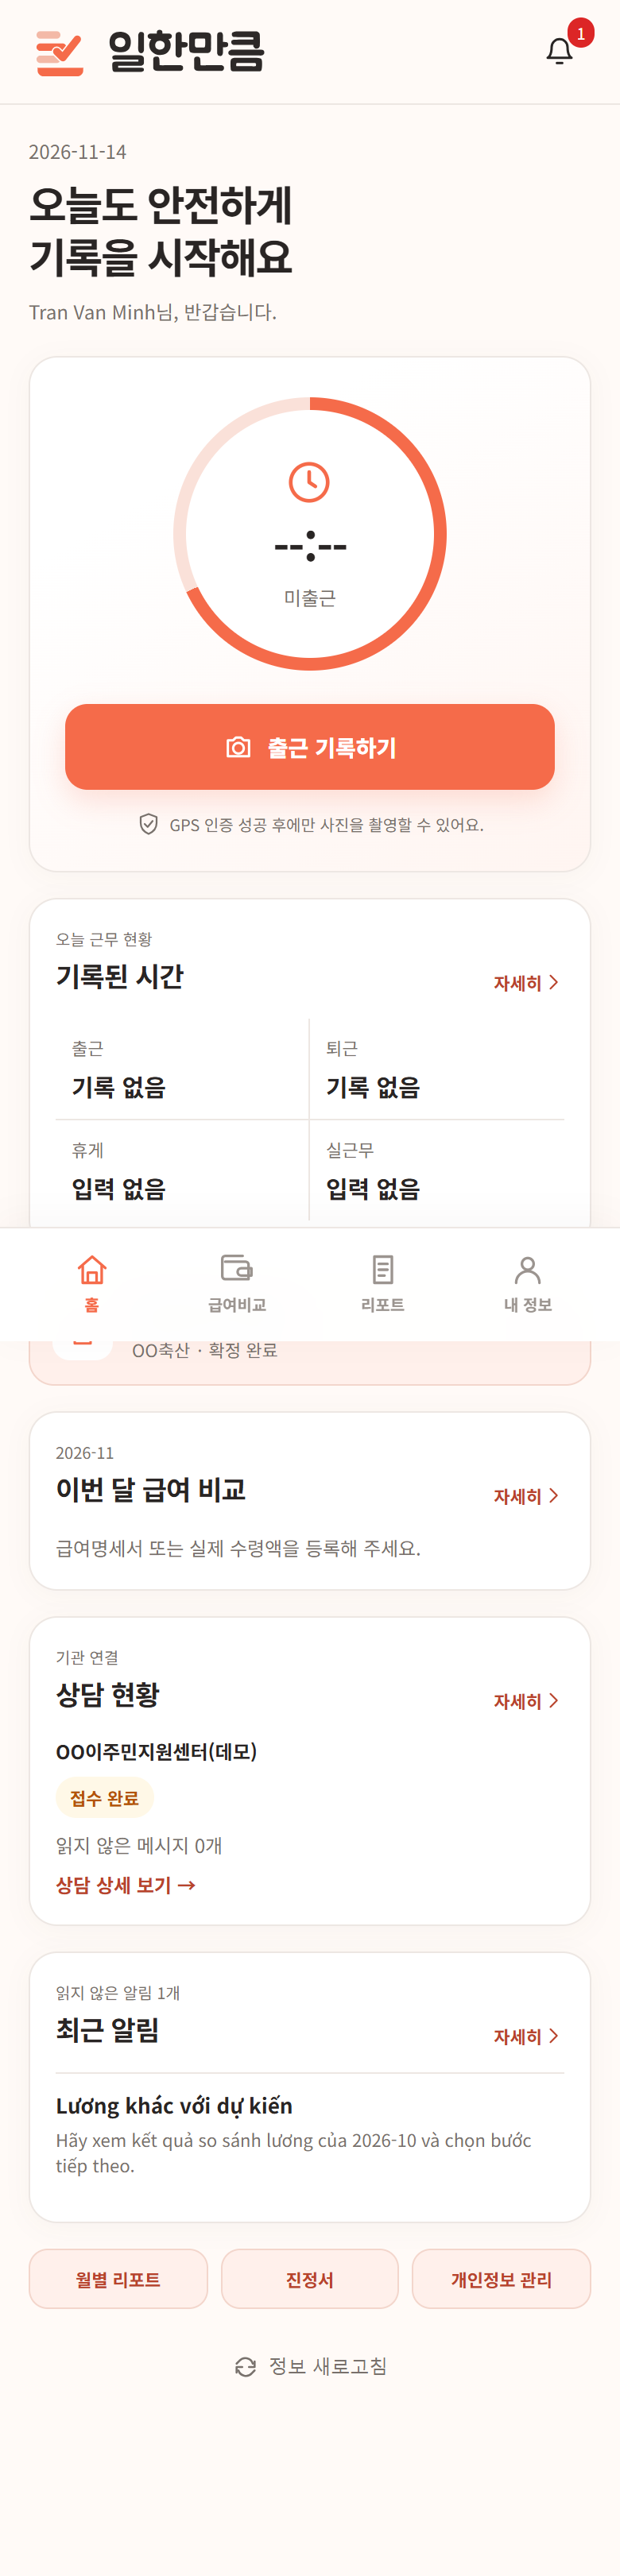 일한만큼
1
2026-11-14
오늘도 안전하게
기록을 시작해요
Tran Van Minh님, 반갑습니다.
--:--
미출근
출근 기록하기
GPS 인증 성공 후에만 사진을 촬영할 수 있어요.
오늘 근무 현황
기록된 시간
자세히
출근
기록 없음
퇴근
기록 없음
휴게
입력 없음
실근무
입력 없음
홈
급여비교
리포트
내 정보
OO축산 · 확정 완료
2026-11
이번 달 급여 비교
자세히
급여명세서 또는 실제 수령액을 등록해 주세요.
기관 연결
상담 현황
자세히
OO이주민지원센터(데모)
접수 완료
읽지 않은 메시지 0개
상담 상세 보기 →
읽지 않은 알림 1개
최근 알림
자세히
Lương khác với dự kiến
Hãy xem kết quả so sánh lương của 2026-10 và chọn bước
tiếp theo.
월별 리포트
진정서
개인정보 관리
정보 새로고침